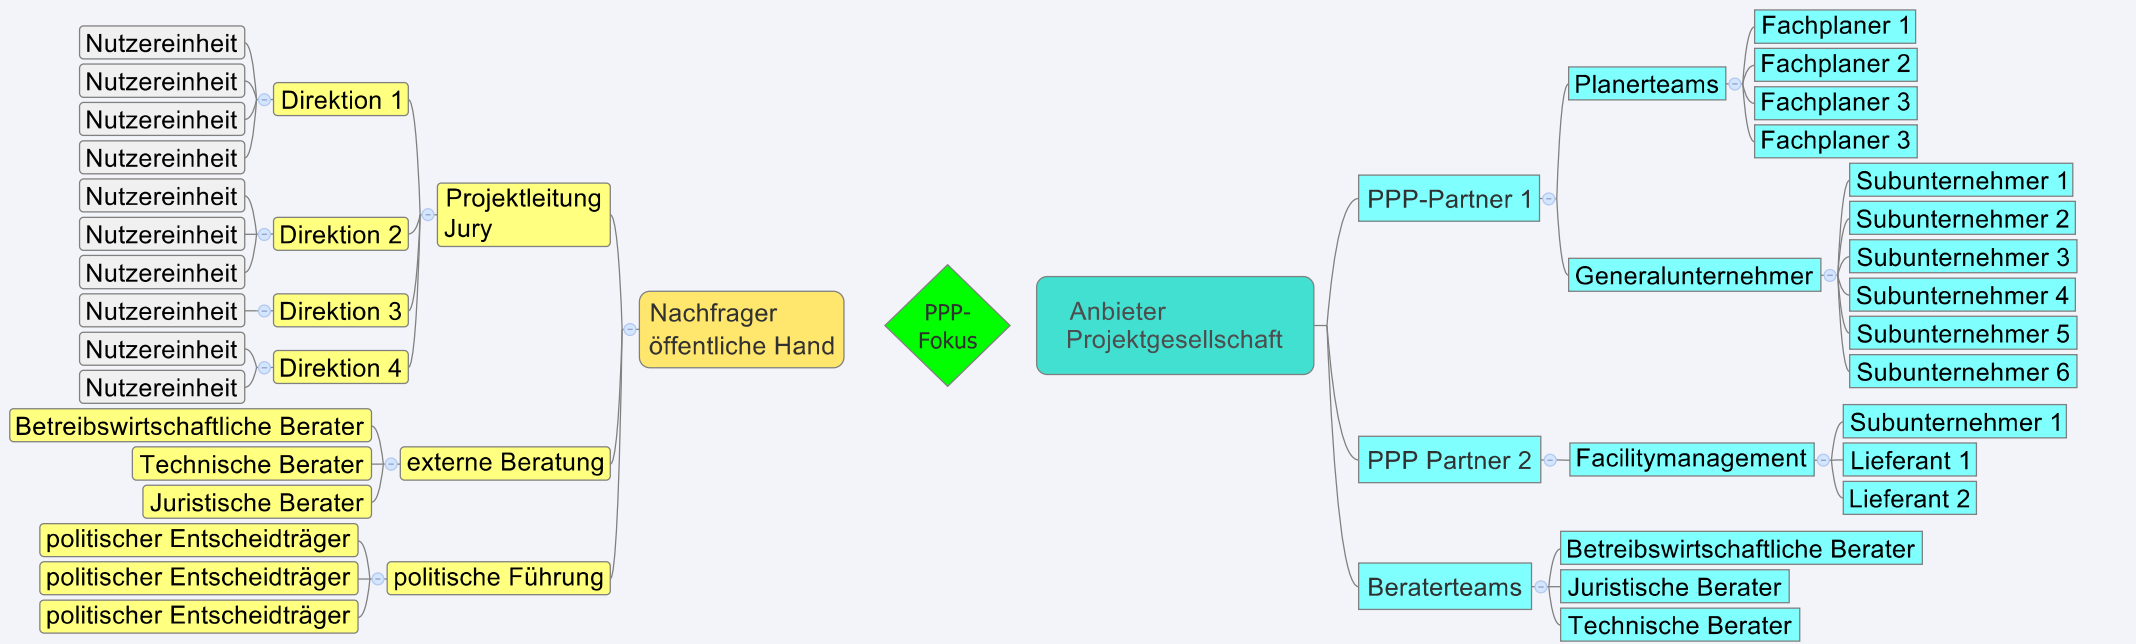 Nutzereinheit
Nutzereinheit
Nutzereinheit
Nutzereinheit
Direktion 1
Nutzereinheit
Nutzereinheit
Nutzereinheit
Direktion 2
Nutzereinheit
Direktion 3
Nutzereinheit
Nutzereinheit
Direktion 4
Projektleitung
Jury
Betreibswirtschaftliche Berater
Technische Berater
Juristische Berater
externe Beratung
politischer Entscheidträger
politischer Entscheidträger
politischer Entscheidträger
politische Führung
Nachfrager
öffentliche Hand
PPP-
Fokus
Anbieter
Projektgesellschaft
PPP-Partner 1
Planerteams
Fachplaner 1
Fachplaner 2
Fachplaner 3
Fachplaner 3
Generalunternehmer
Subunternehmer 1
Subunternehmer 2
Subunternehmer 3
Subunternehmer 4
Subunternehmer 5
Subunternehmer 6
PPP Partner 2
Facilitymanagement
Subunternehmer 1
Lieferant 1
Lieferant 2
Beraterteams
Betreibswirtschaftliche Berater
Juristische Berater
Technische Berater